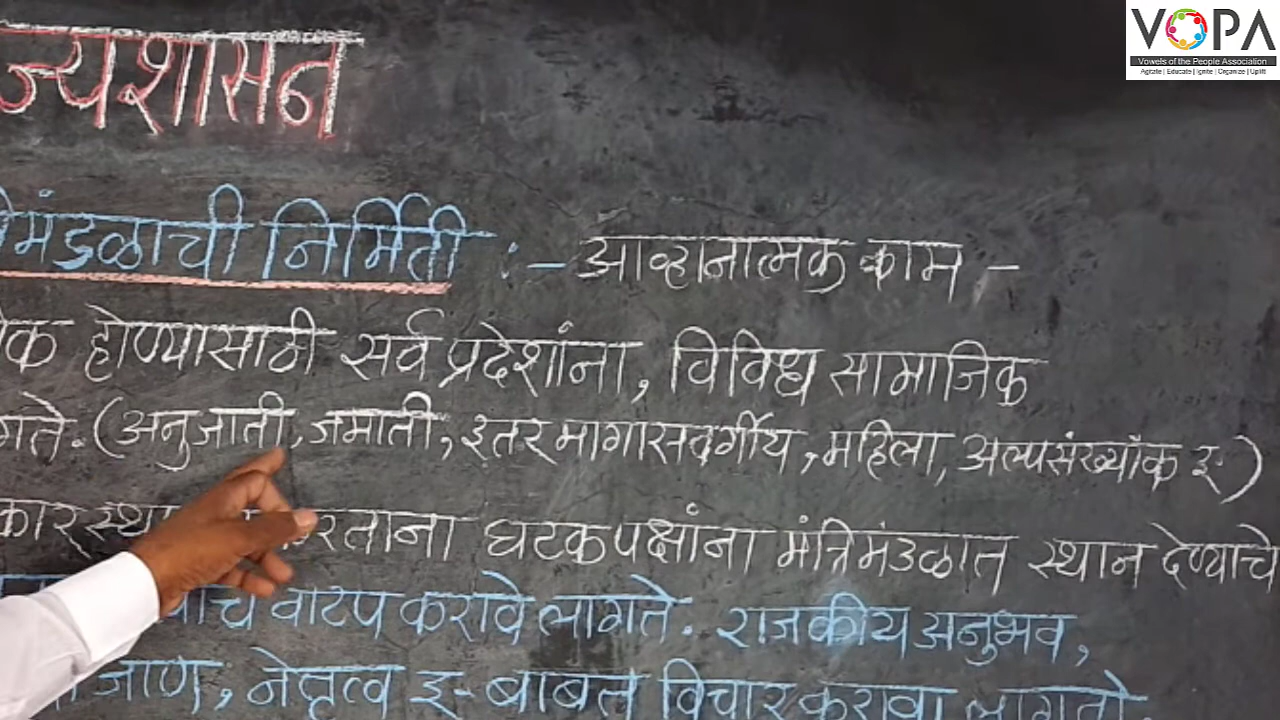 VOPA
Vowels of the People Association
Agitate | Educate | Ignite | Organize | Uplift
ज्यशासन
मंडळाची निर्मिती :- आव्हानात्मक काम -
होण्यासाठी सर्व प्रदेशांना, विविध सामाजिक
गते. (अनुजाती, जमाती, इतर मागासवर्गीय, महिला, अल्पसंख्यांक इ.)
कार करताना घटकपक्षांना मंत्रिमंडळात स्थान देण्याचे
वाटप करावे लागते. राजकीय अनुभव,
जाण, नेतृत्व इ- बाबत विचार करावा लागतो.